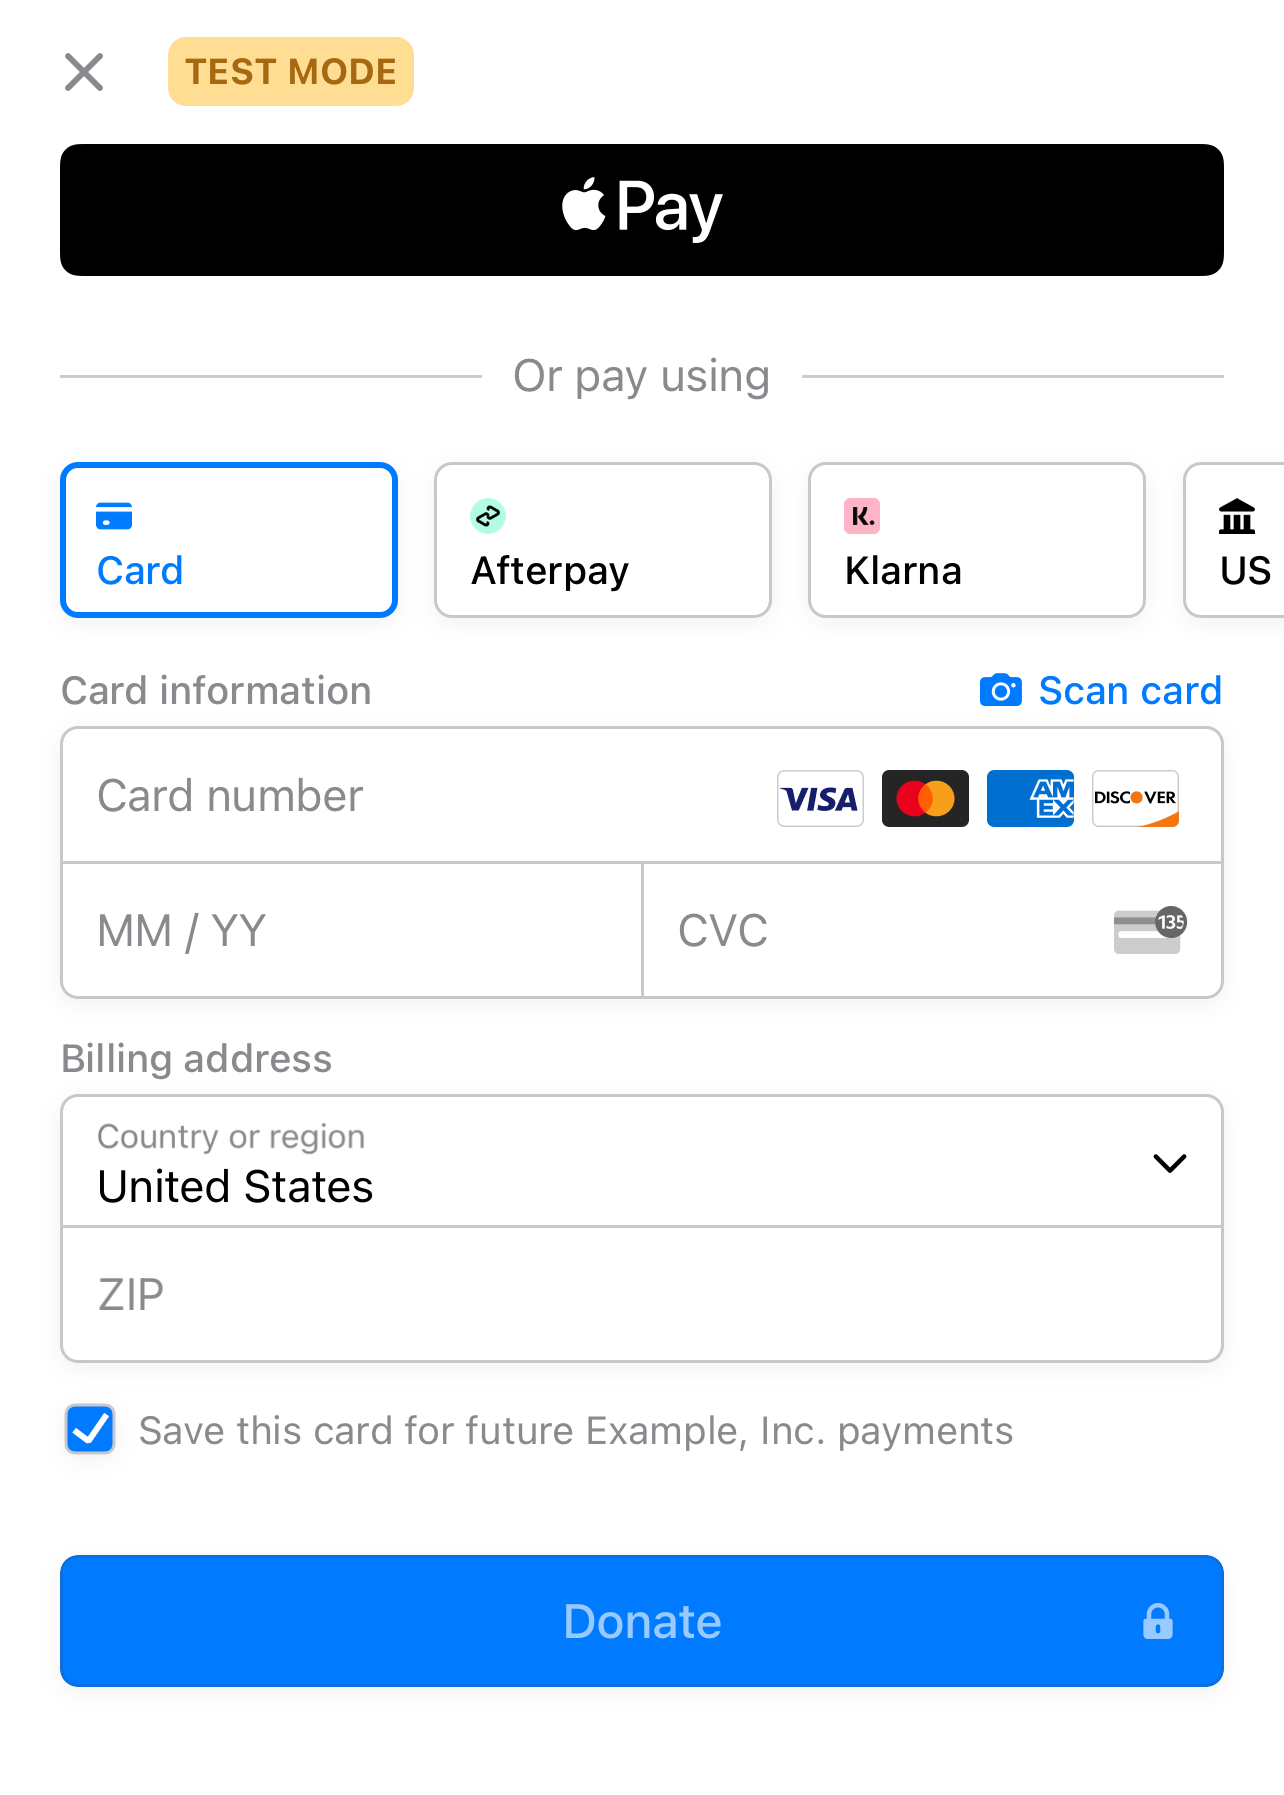 TEST MODE
Pay
Or pay using
Card
Afterpay
K.
Klarna
US
Card information
Scan card
Card number
VISA
AM
EX
DISCOVER
MM / YY
CVC
135
Billing address
Country or region
United States
ZIP
Save this card for future Example, Inc. payments
Donate